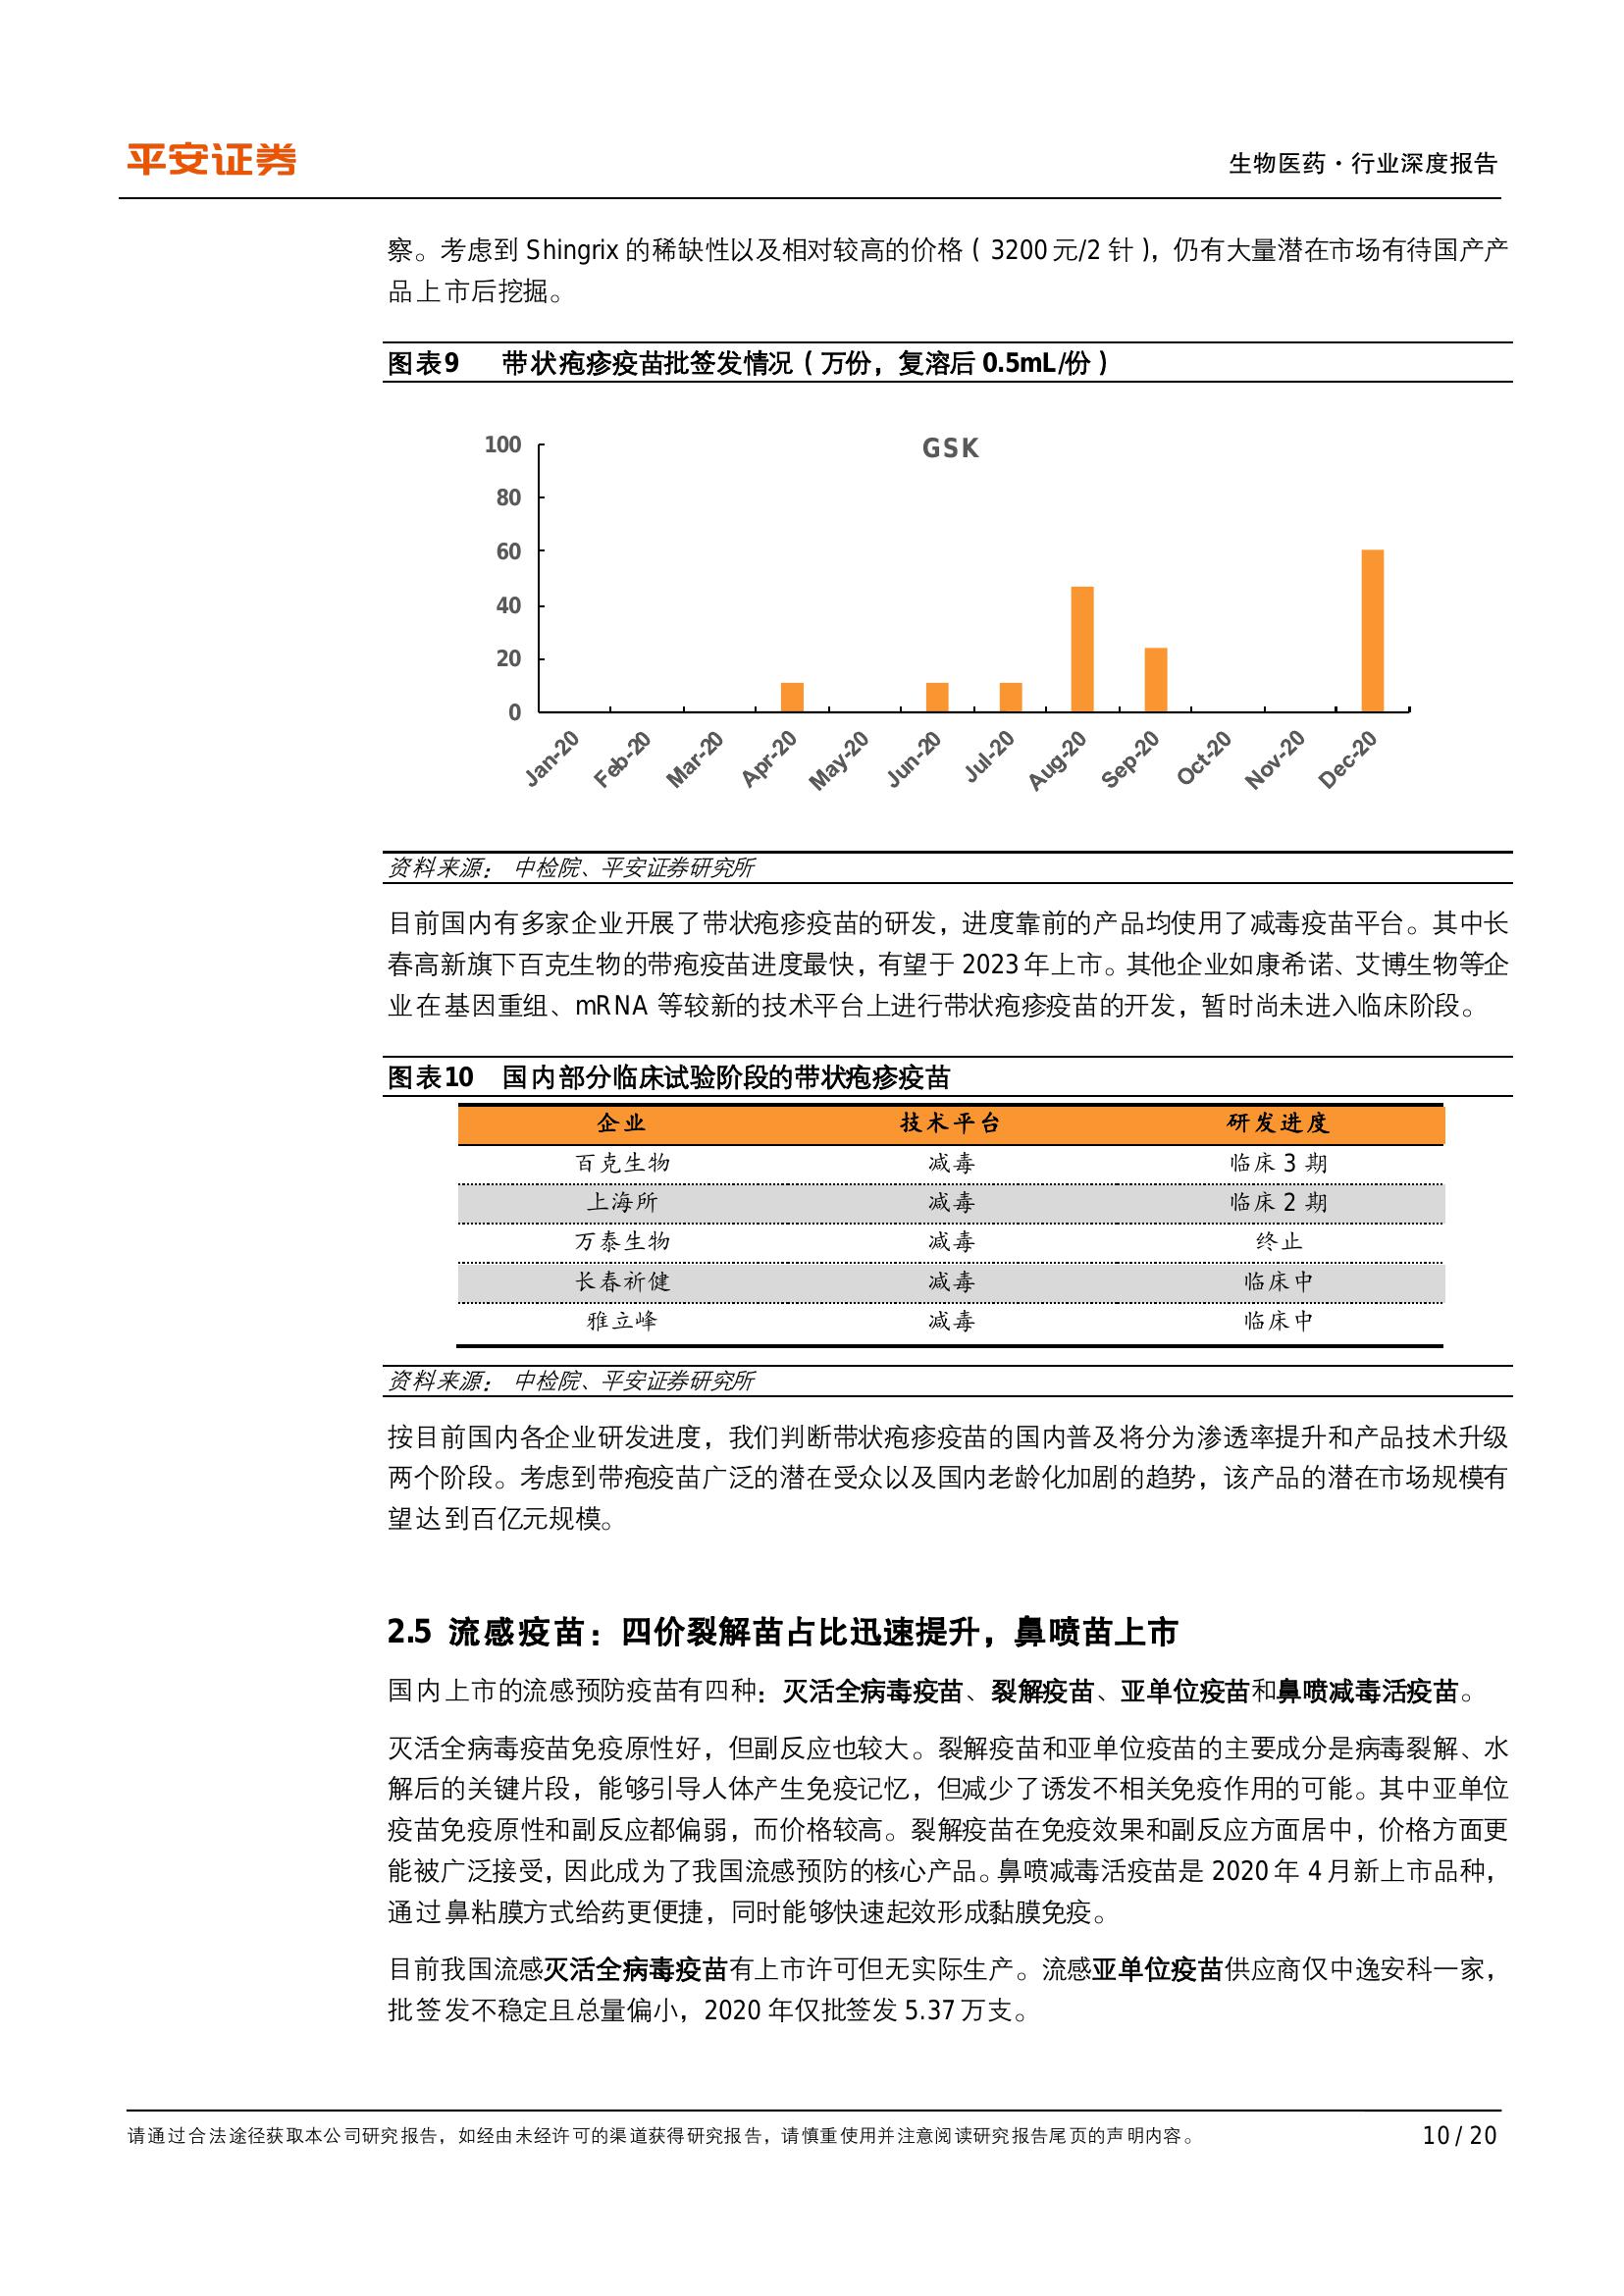 平安证券
生物医药·行业深度报告
察。考虑到 Shingrix 的稀缺性以及相对较高的价格（3200 元/2 针），仍有大量潜在市场有待国产产
品上市后挖掘。
图表9 带状疱疹疫苗批签发情况（万份，复溶后 0.5mL/份）
GSK
100
80
60
40
20
0
Jan-20 Feb-20 Mar-20 Apr-20 May-20 Jun-20 Jul-20 Aug-20 Sep-20 Oct-20 Nov-20 Dec-20
资料来源： 中检院、平安证券研究所
目前国内有多家企业开展了带状疱疹疫苗的研发，进度靠前的产品均使用了减毒疫苗平台。其中长
春高新旗下百克生物的带疱疫苗进度最快，有望于 2023 年上市。其他企业如康希诺、艾博生物等企
业在基因重组、mRNA 等较新的技术平台上进行带状疱疹疫苗的开发，暂时尚未进入临床阶段。
图表10 国内部分临床试验阶段的带状疱疹疫苗
企业 技术平台 研发进度
百克生物 减毒 临床 3 期
上海所 减毒 临床 2 期
万泰生物 减毒 终止
长春祈健 减毒 临床中
雅立峰 减毒 临床中
资料来源： 中检院、平安证券研究所
按目前国内各企业研发进度，我们判断带状疱疹疫苗的国内普及将分为渗透率提升和产品技术升级
两个阶段。考虑到带疱疫苗广泛的潜在受众以及国内老龄化加剧的趋势，该产品的潜在市场规模有
望达到百亿元规模。
2.5 流感疫苗：四价裂解苗占比迅速提升，鼻喷苗上市
国内上市的流感预防疫苗有四种：灭活全病毒疫苗、裂解疫苗、亚单位疫苗和鼻喷减毒活疫苗。
灭活全病毒疫苗免疫原性好，但副反应也较大。裂解疫苗和亚单位疫苗的主要成分是病毒裂解、水
解后的关键片段，能够引导人体产生免疫记忆，但减少了诱发不相关免疫作用的可能。其中亚单位
疫苗免疫原性和副反应都偏弱，而价格较高。裂解疫苗在免疫效果和副反应方面居中，价格方面更
能被广泛接受，因此成为了我国流感预防的核心产品。鼻喷减毒活疫苗是 2020 年 4 月新上市品种，
通过鼻粘膜方式给药更便捷，同时能够快速起效形成黏膜免疫。
目前我国流感灭活全病毒疫苗有上市许可但无实际生产。流感亚单位疫苗供应商仅中逸安科一家，
批签发不稳定且总量偏小，2020 年仅批签发 5.37 万支。
请通过合法途径获取本公司研究报告，如经由未经许可的渠道获得研究报告，请慎重使用并注意阅读研究报告尾页的声明内容。
10 / 20